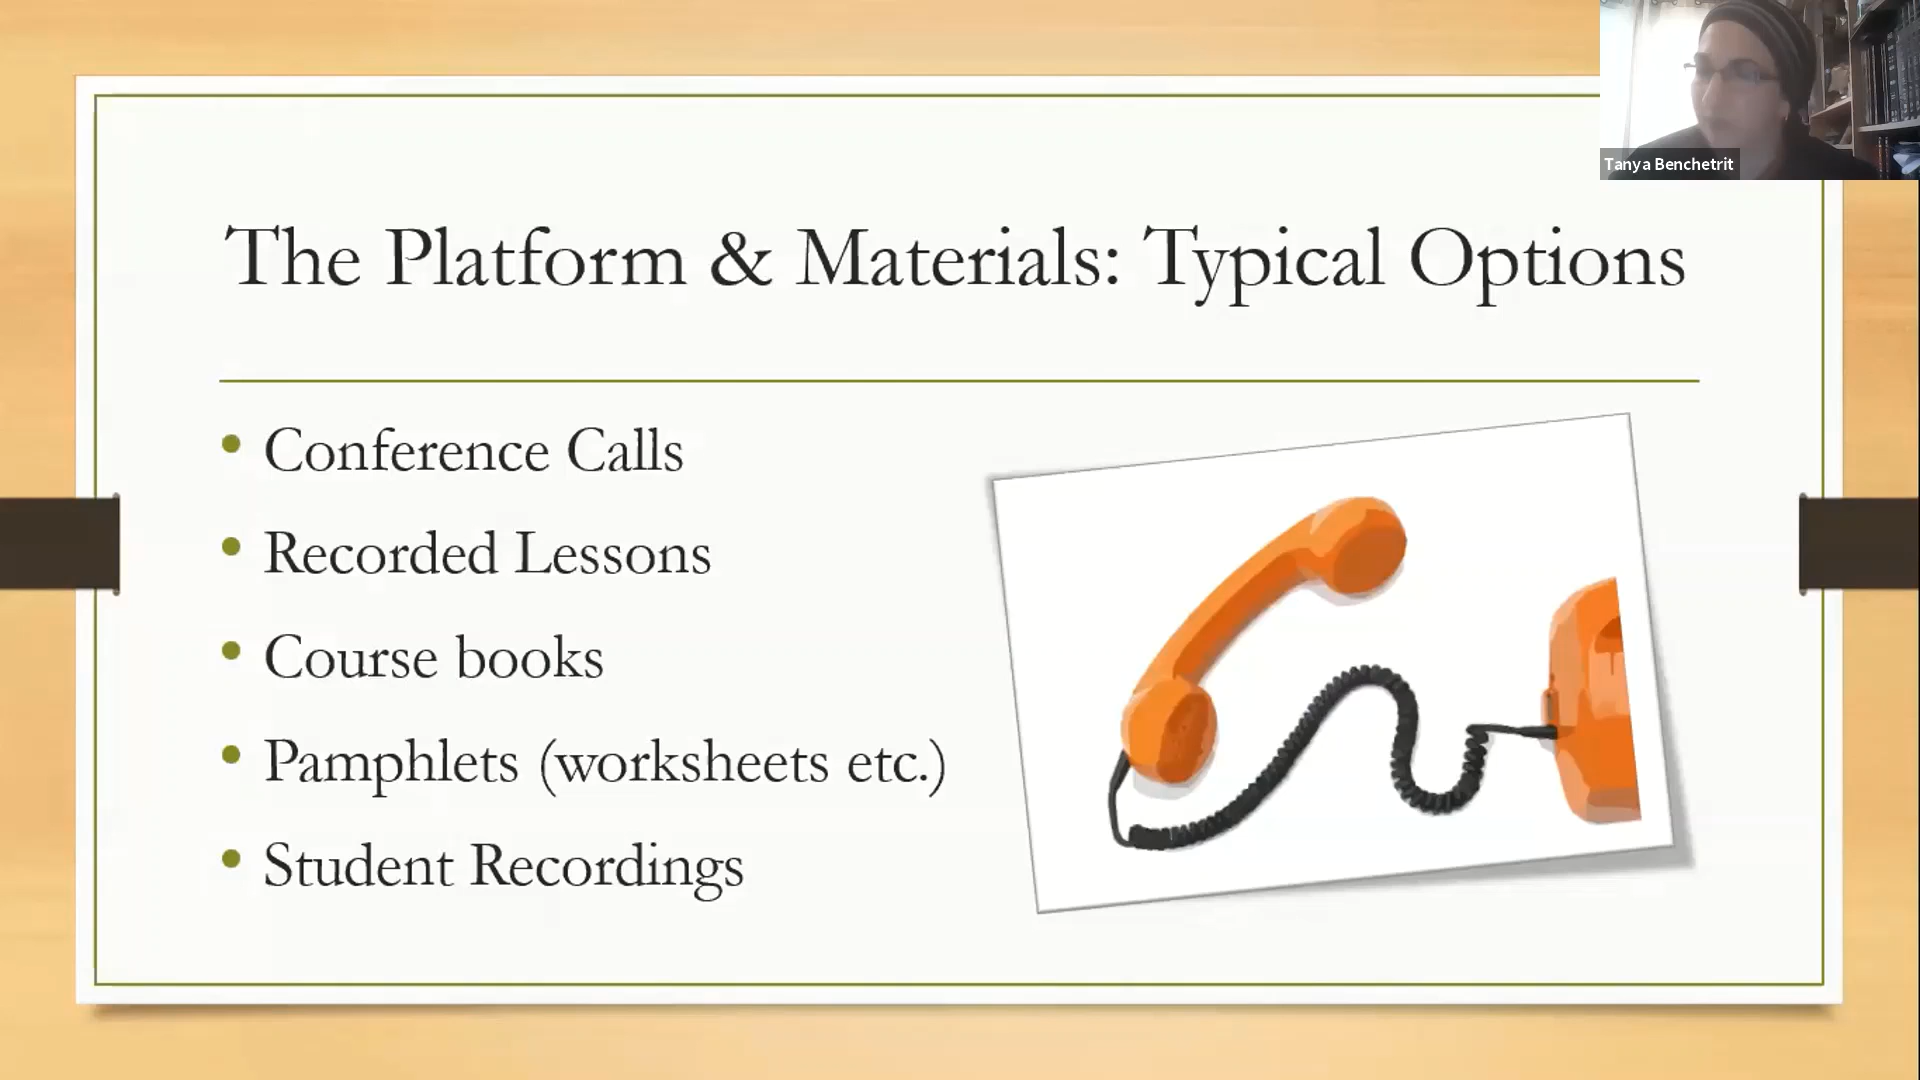 Tanya Benchetrit
The Platform & Materials: Typical Options
• Conference Calls
• Recorded Lessons
• Course books
• Pamphlets (worksheets etc.)
• Student Recordings